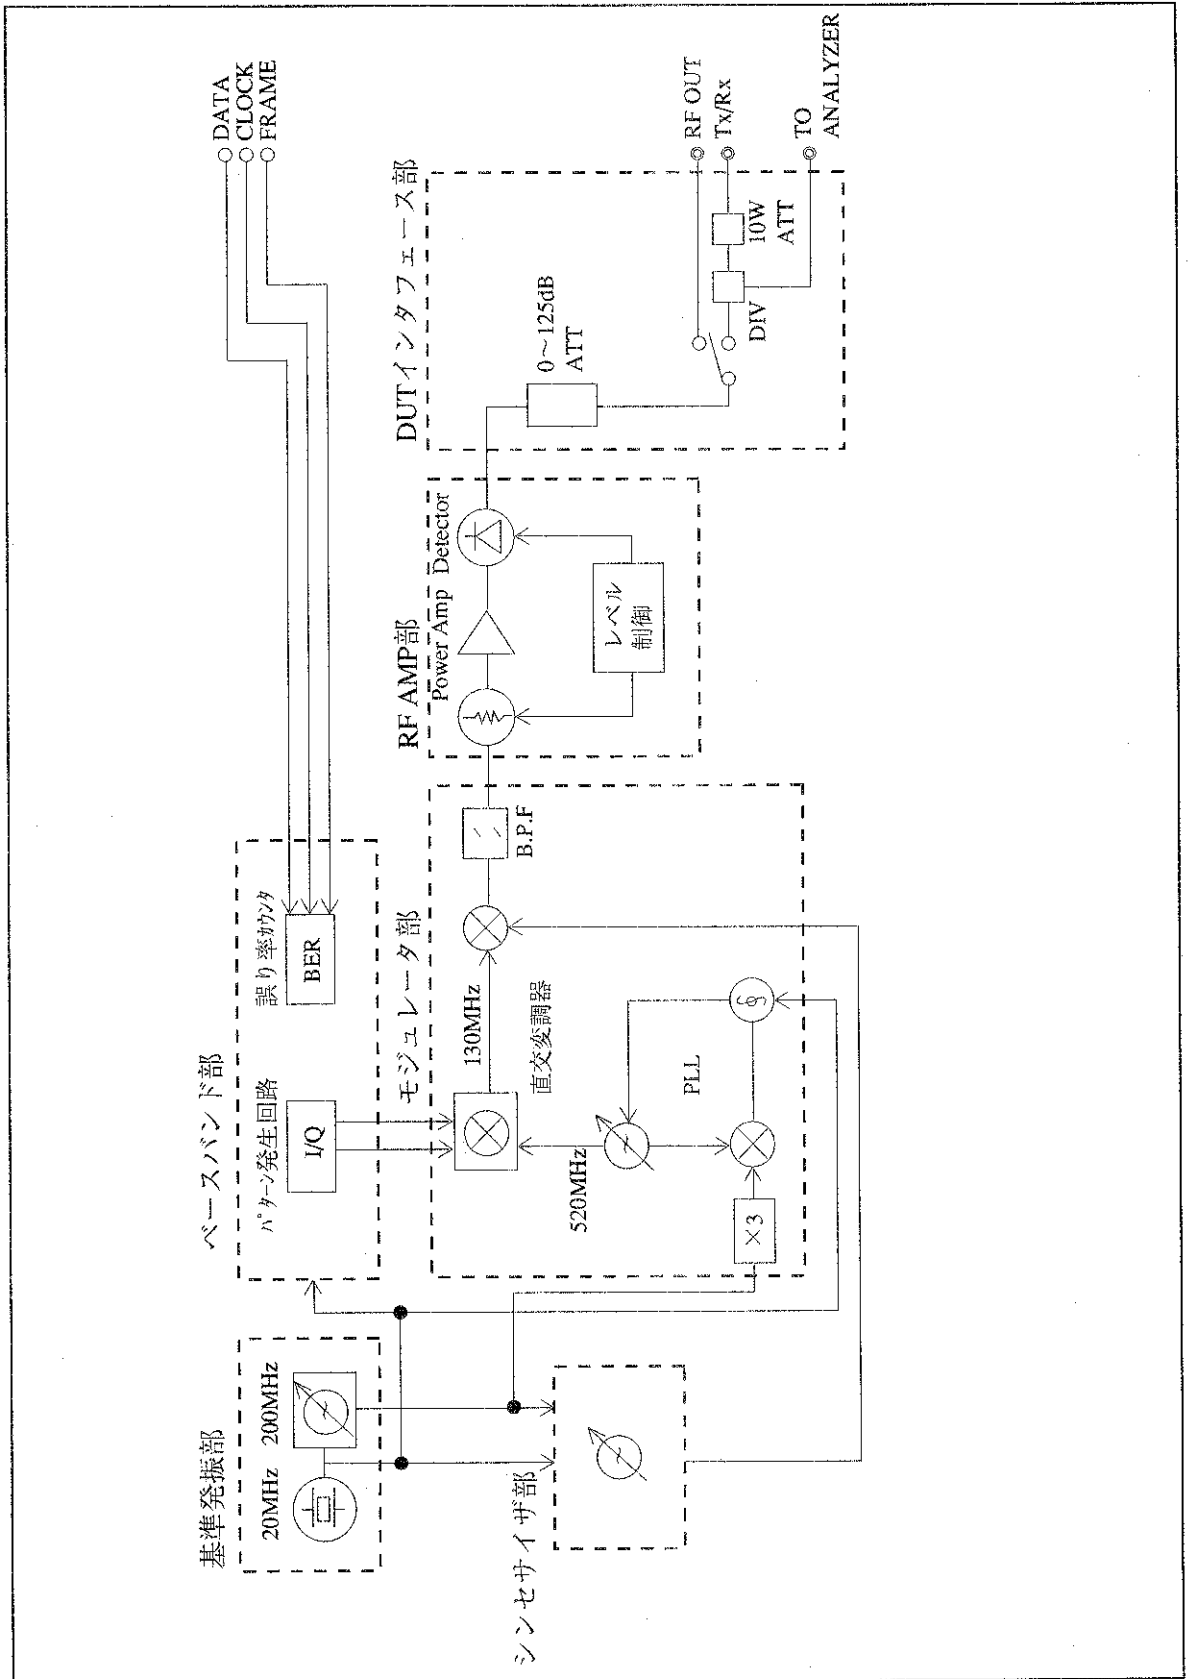 基準発振部
20MHz
200MHz
シンセサイザ部
ベースバンド部
パターン発生回路
I/Q
誤り率カウンタ
BER
DATA
CLOCK
FRAME
モジュレータ部
130MHz
直交変調器
520MHz
PLL
×3
B.P.F
RF AMP部
Power Amp
Detector
レベル
制御
DUTインタフェース部
0～125dB
ATT
DIV
10W
ATT
RF OUT
Tx/Rx
TO
ANALYZER